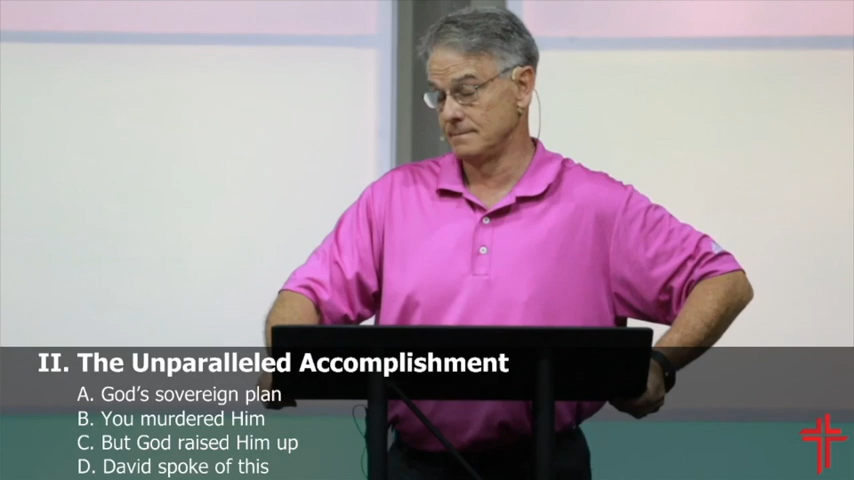 II. The Unparalleled Accomplishment
A. God's sovereign plan
B. You murdered Him
C. But God raised Him up
D. David spoke of this